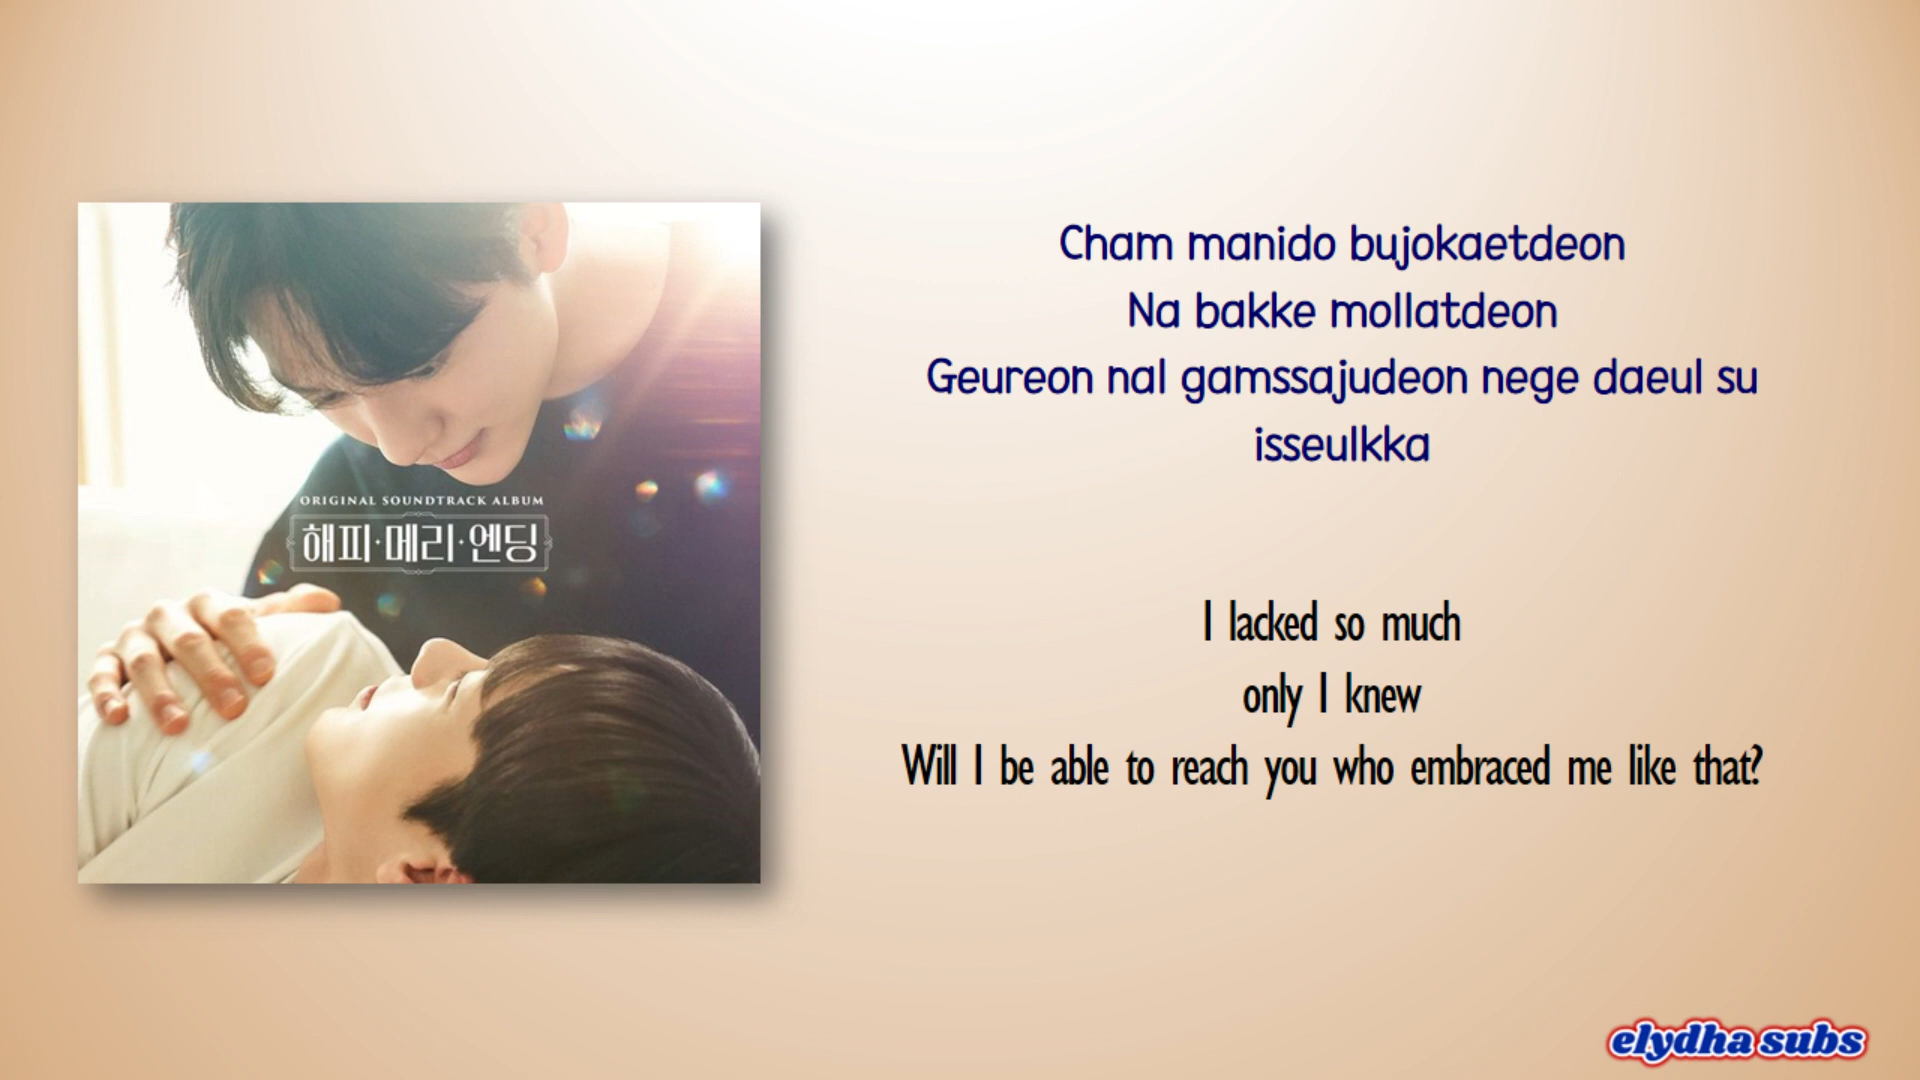 ORIGINAL SOUNDTRACK ALBUM
해피·메리·엔딩
Cham manido bujokaetdeon
Na bakke mollatdeon
Geureon nal gamssajudeon nege daeul su
isseulkka
I lacked so much
only I knew
Will I be able to reach you who embraced me like that?
elydha subs